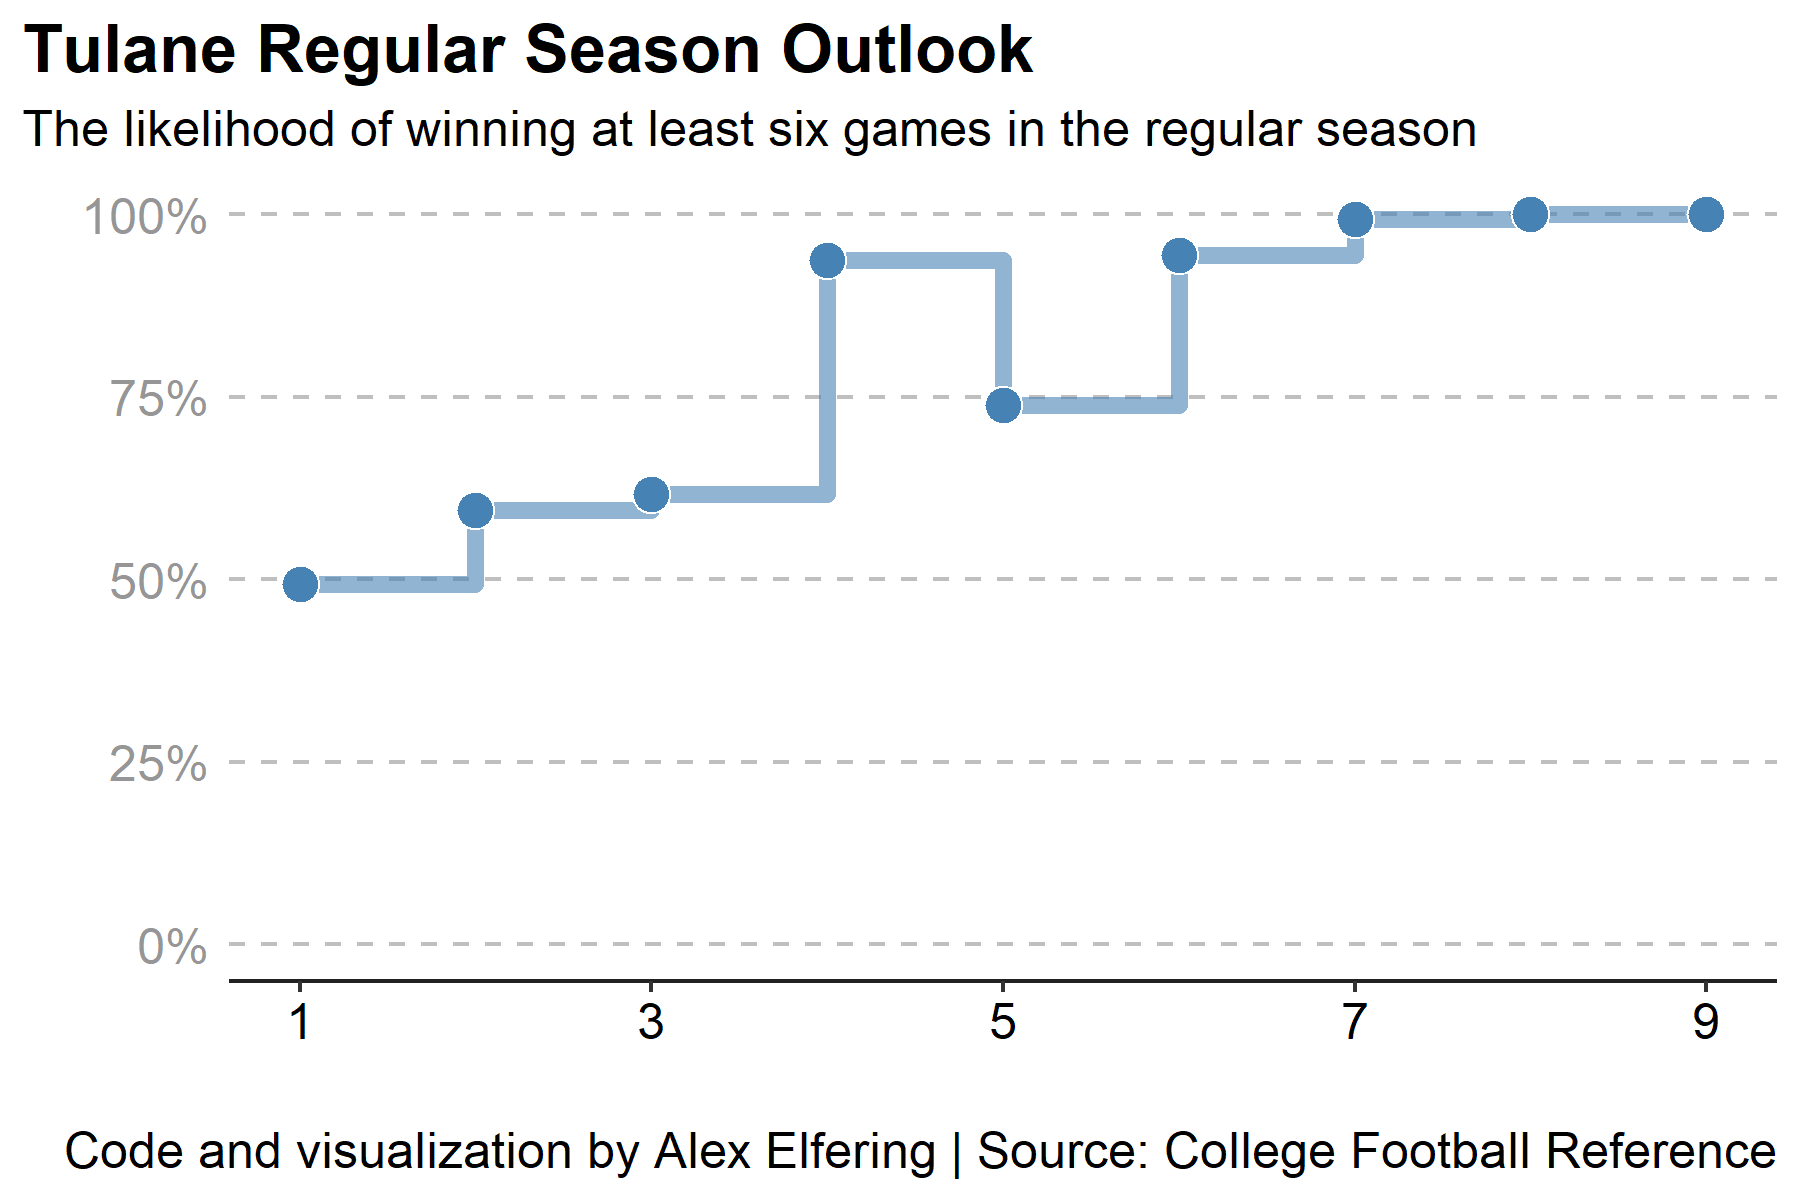 Tulane Regular Season Outlook
The likelihood of winning at least six games in the regular season
100%
75%
50%
25%
0%
1 3 5 7 9
Code and visualization by Alex Elfering | Source: College Football Reference